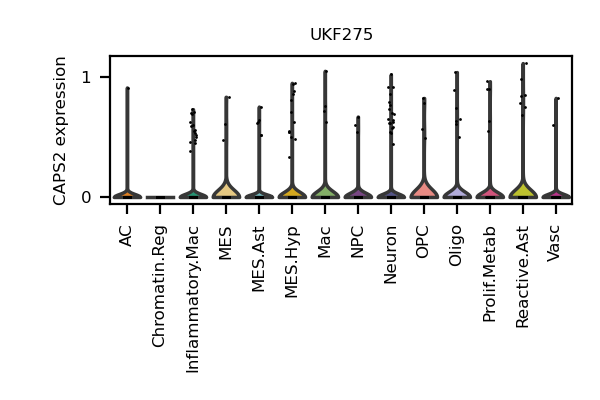 UKF275
CAPS2 expression
1
0
AC
Chromatin.Reg
Inflammatory.Mac
MES
MES.Ast
MES.Hyp
Mac
NPC
Neuron
OPC
Oligo
Prolif.Metab
Reactive.Ast
Vasc